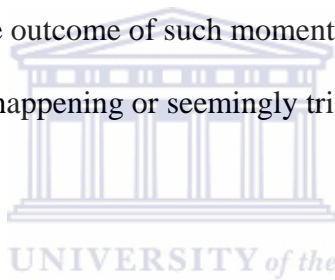 e outcome of such moment
happening or seemingly tri
UNIVERSITY of the